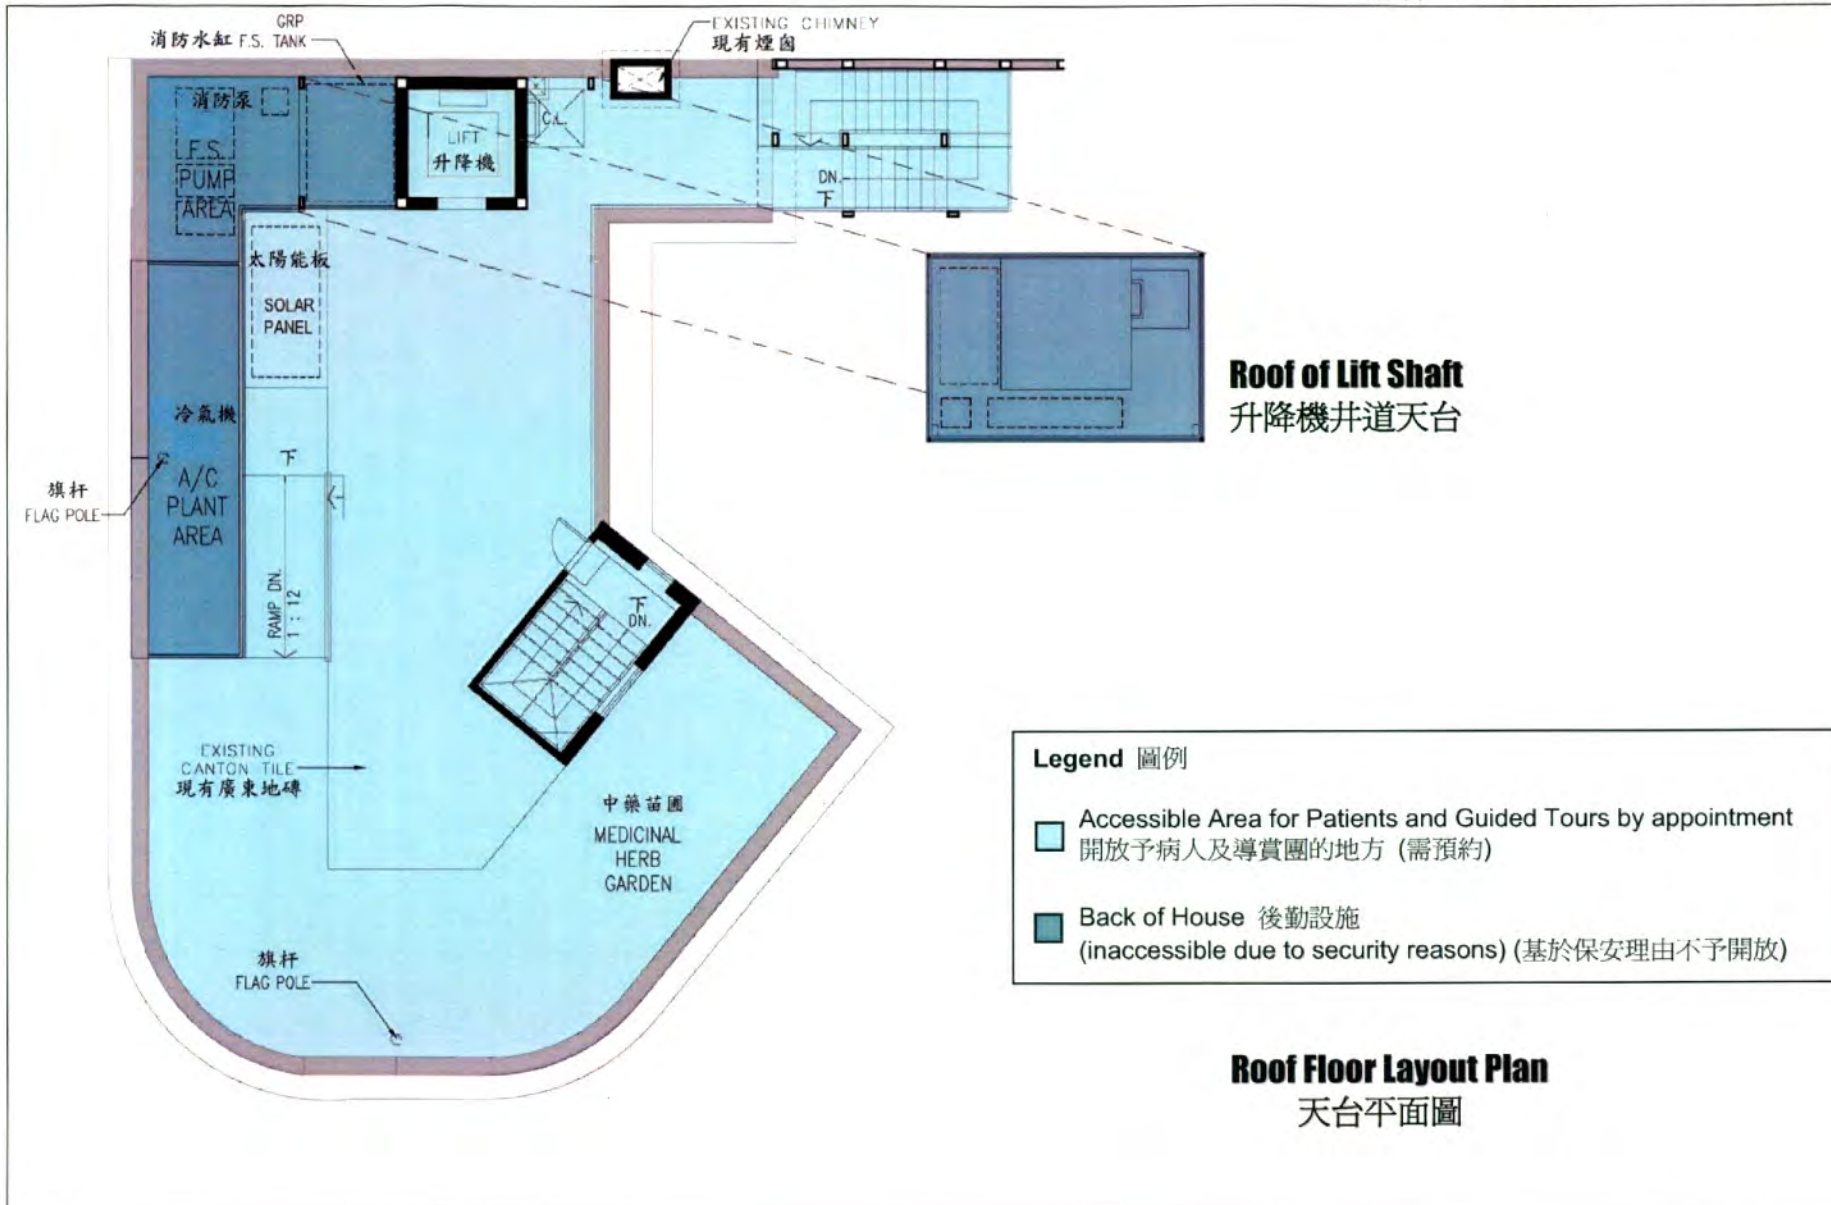 GRP
消防水缸 F.S. TANK
EXISTING CHIMNEY
現有煙囪
消防泵
F.S.
PUMP
AREA
LIFT
升降機
C.L.
DN.
下
太陽能板
SOLAR
PANEL
Roof of Lift Shaft
升降機井道天台
冷氣機
A/C
PLANT
AREA
下
旗杆
FLAG POLE
RAMP DN.
1 : 12
下
DN.
EXISTING
CANTON TILE
現有廣東地磚
中藥苗圃
MEDICINAL
HERB
GARDEN
旗杆
FLAG POLE
Legend 圖例
Accessible Area for Patients and Guided Tours by appointment
開放予病人及導賞團的地方 (需預約)
Back of House 後勤設施
(inaccessible due to security reasons) (基於保安理由不予開放)
Roof Floor Layout Plan
天台平面圖